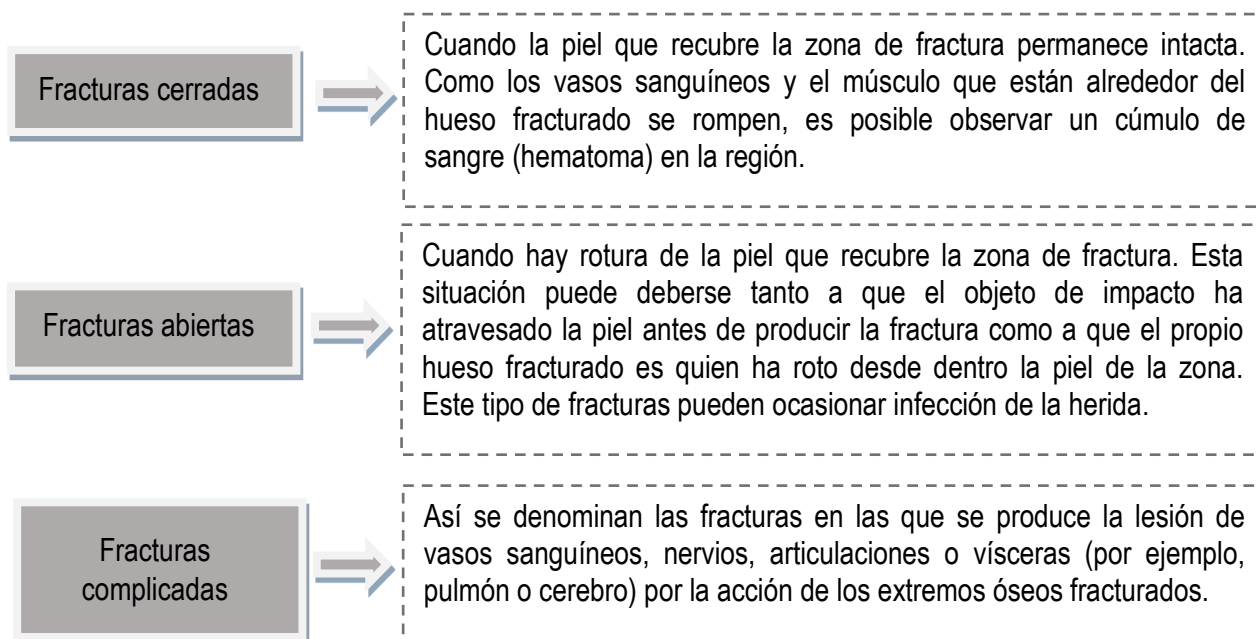 Fracturas cerradas
Cuando la piel que recubre la zona de fractura permanece intacta.
Como los vasos sanguíneos y el músculo que están alrededor del
hueso fracturado se rompen, es posible observar un cúmulo de
sangre (hematoma) en la región.
Fracturas abiertas
Cuando hay rotura de la piel que recubre la zona de fractura. Esta
situación puede deberse tanto a que el objeto de impacto ha
atravesado la piel antes de producir la fractura como a que el propio
hueso fracturado es quien ha roto desde dentro la piel de la zona.
Este tipo de fracturas pueden ocasionar infección de la herida.
Fracturas
complicadas
Así se denominan las fracturas en las que se produce la lesión de
vasos sanguíneos, nervios, articulaciones o vísceras (por ejemplo,
pulmón o cerebro) por la acción de los extremos óseos fracturados.